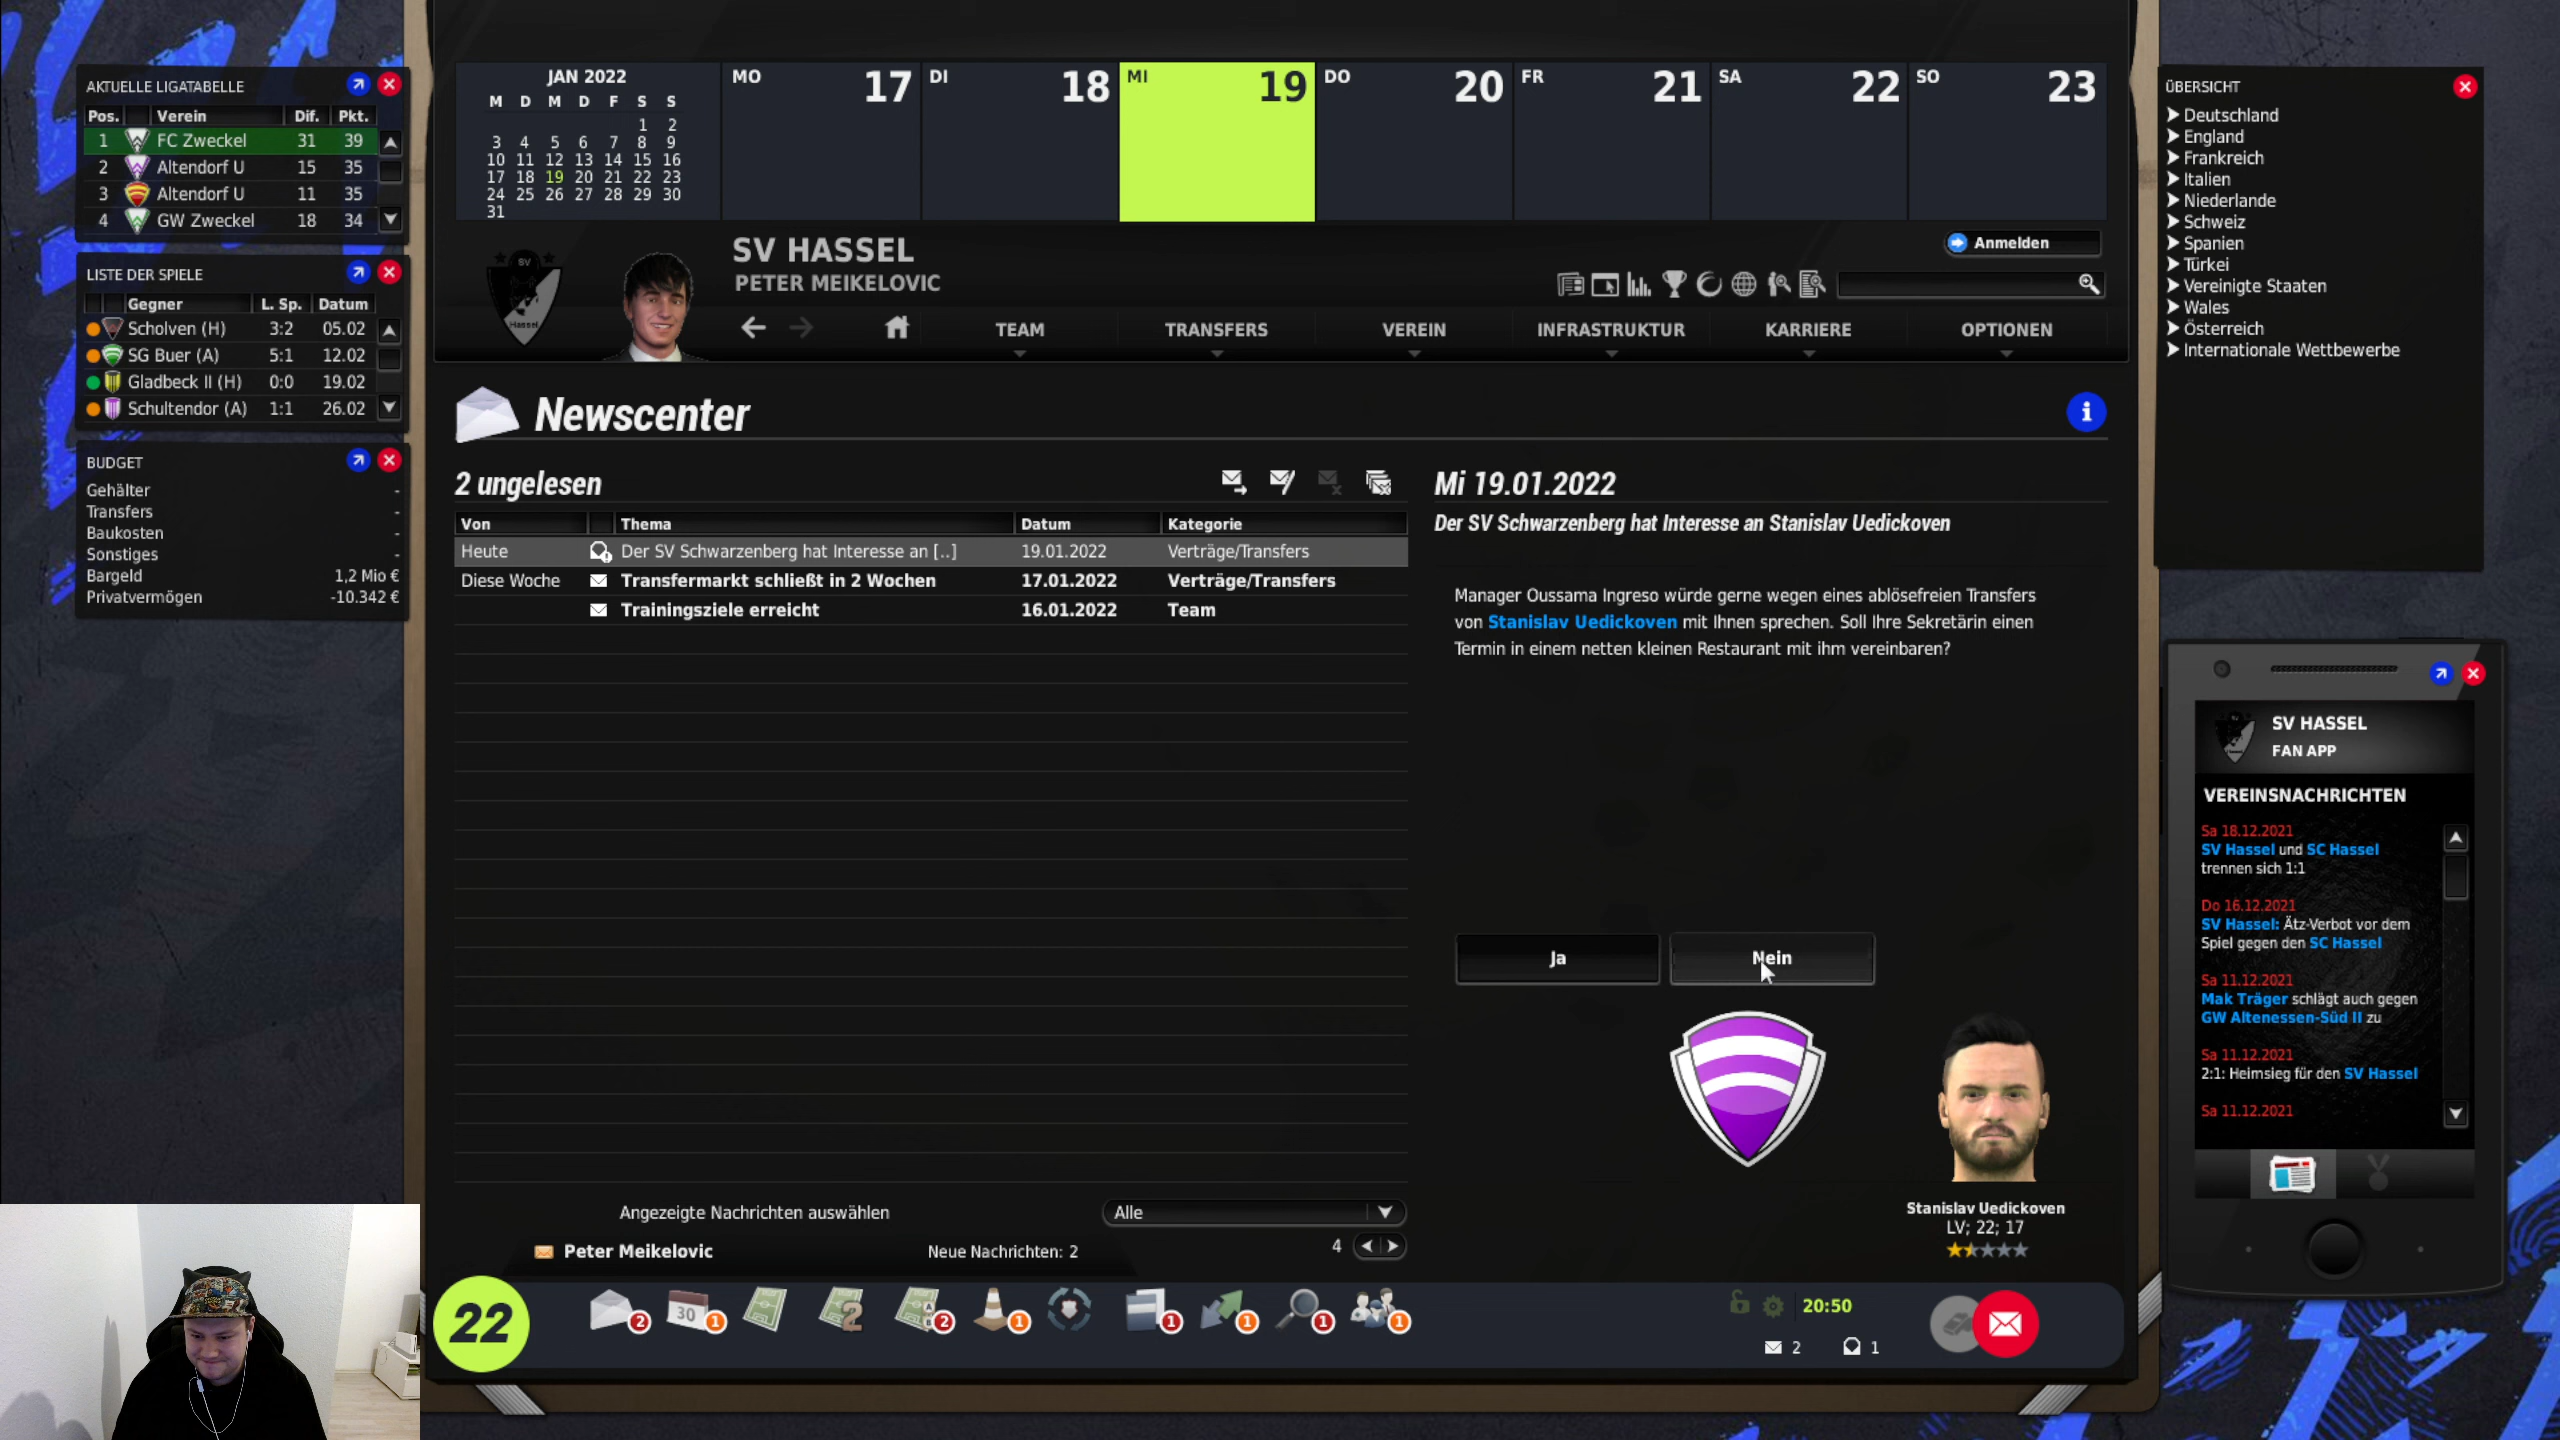 AKTUELLE LIGATABELLE
Pos. Verein Dif. Pkt.
1 FC Zweckel 31 39
2 Altendorf U 15 35
3 Altendorf U 11 35
4 GW Zweckel 18 34
LISTE DER SPIELE
Gegner L. Sp. Datum
Scholven (H) 3:2 05.02
SG Buer (A) 5:1 12.02
Gladbeck II (H) 0:0 19.02
Schultendor (A) 1:1 26.02
BUDGET
Gehälter -
Transfers -
Baukosten -
Sonstiges -
Bargeld 1,2 Mio €
Privatvermögen -10.342 €
JAN 2022
M D M D F S S
1 2
3 4 5 6 7 8 9
10 11 12 13 14 15 16
17 18 19 20 21 22 23
24 25 26 27 28 29 30
31
MO 17 DI 18 MI 19 DO 20 FR 21 SA 22 SO 23
SV HASSEL
PETER MEIKELOVIC
SV
Hassel
Anmelden
TEAM TRANSFERS VEREIN INFRASTRUKTUR KARRIERE OPTIONEN
Newscenter
2 ungelesen
Von Thema Datum Kategorie
Heute Der SV Schwarzenberg hat Interesse an [..] 19.01.2022 Verträge/Transfers
Diese Woche Transfermarkt schließt in 2 Wochen 17.01.2022 Verträge/Transfers
Trainingsziele erreicht 16.01.2022 Team
Angezeigte Nachrichten auswählen Alle
Peter Meikelovic Neue Nachrichten: 2 4
Mi 19.01.2022
Der SV Schwarzenberg hat Interesse an Stanislav Uedickoven
Manager Oussama Ingreso würde gerne wegen eines ablösefreien Transfers
von Stanislav Uedickoven mit Ihnen sprechen. Soll Ihre Sekretärin einen
Termin in einem netten kleinen Restaurant mit ihm vereinbaren?
Ja Nein
Stanislav Uedickoven
LV; 22; 17
22
2 30 1 2 2 1 1 1 1 1
20:50
2 1
ÜBERSICHT
Deutschland
England
Frankreich
Italien
Niederlande
Schweiz
Spanien
Türkei
Vereinigte Staaten
Wales
Österreich
Internationale Wettbewerbe
SV HASSEL
FAN APP
VEREINSNACHRICHTEN
Sa 18.12.2021
SV Hassel und SC Hassel
trennen sich 1:1
Do 16.12.2021
SV Hassel: Ätz-Verbot vor dem
Spiel gegen den SC Hassel
Sa 11.12.2021
Mak Träger schlägt auch gegen
GW Altenessen-Süd II zu
Sa 11.12.2021
2:1: Heimsieg für den SV Hassel
Sa 11.12.2021